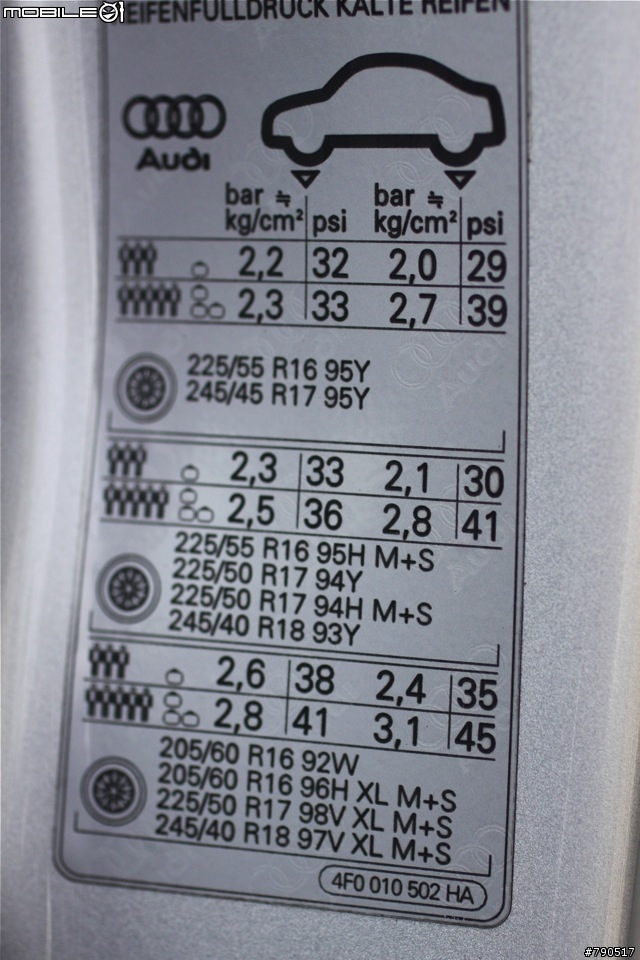 MOBILE01
REIFENFÜLLDRUCK KALTE REIFEN
Audi
bar ≒ bar ≒
kg/cm² psi kg/cm² psi
2,2 32 2,0 29
2,3 33 2,7 39
225/55 R16 95Y
245/45 R17 95Y
2,3 33 2,1 30
2,5 36 2,8 41
225/55 R16 95H M+S
225/50 R17 94Y
225/50 R17 94H M+S
245/40 R18 93Y
2,6 38 2,4 35
2,8 41 3,1 45
205/60 R16 92W
205/60 R16 96H XL M+S
225/50 R17 98V XL M+S
245/40 R18 97V XL M+S
4F0 010 502 HA
#790517